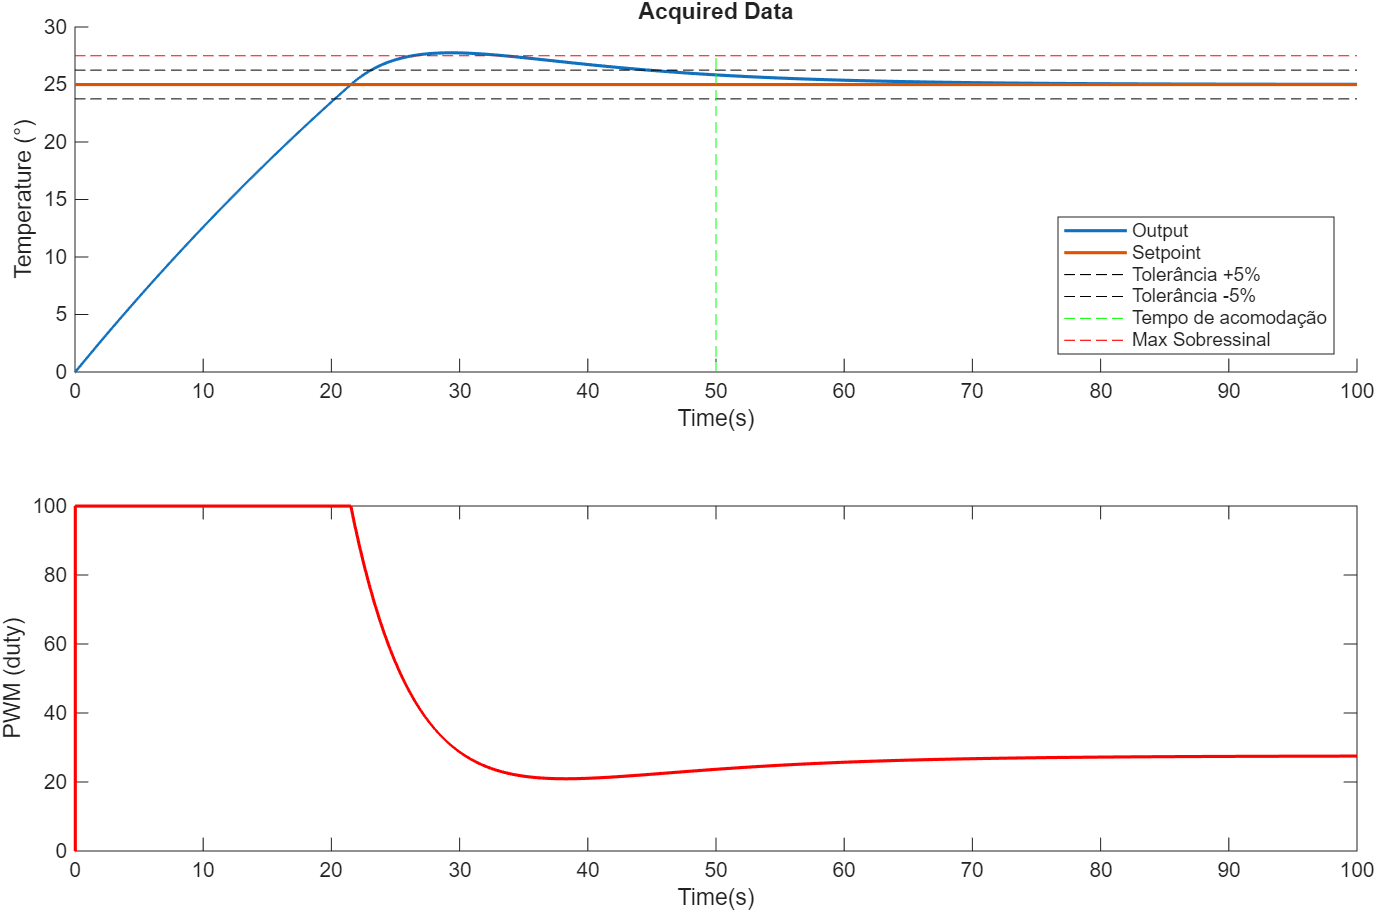 Acquired Data
30
25
20
15
10
5
0
Temperature (°)
0 10 20 30 40 50 60 70 80 90 100
Time(s)
Output
Setpoint
Tolerância +5%
Tolerância -5%
Tempo de acomodação
Max Sobressinal
100
80
60
40
20
0
PWM (duty)
0 10 20 30 40 50 60 70 80 90 100
Time(s)